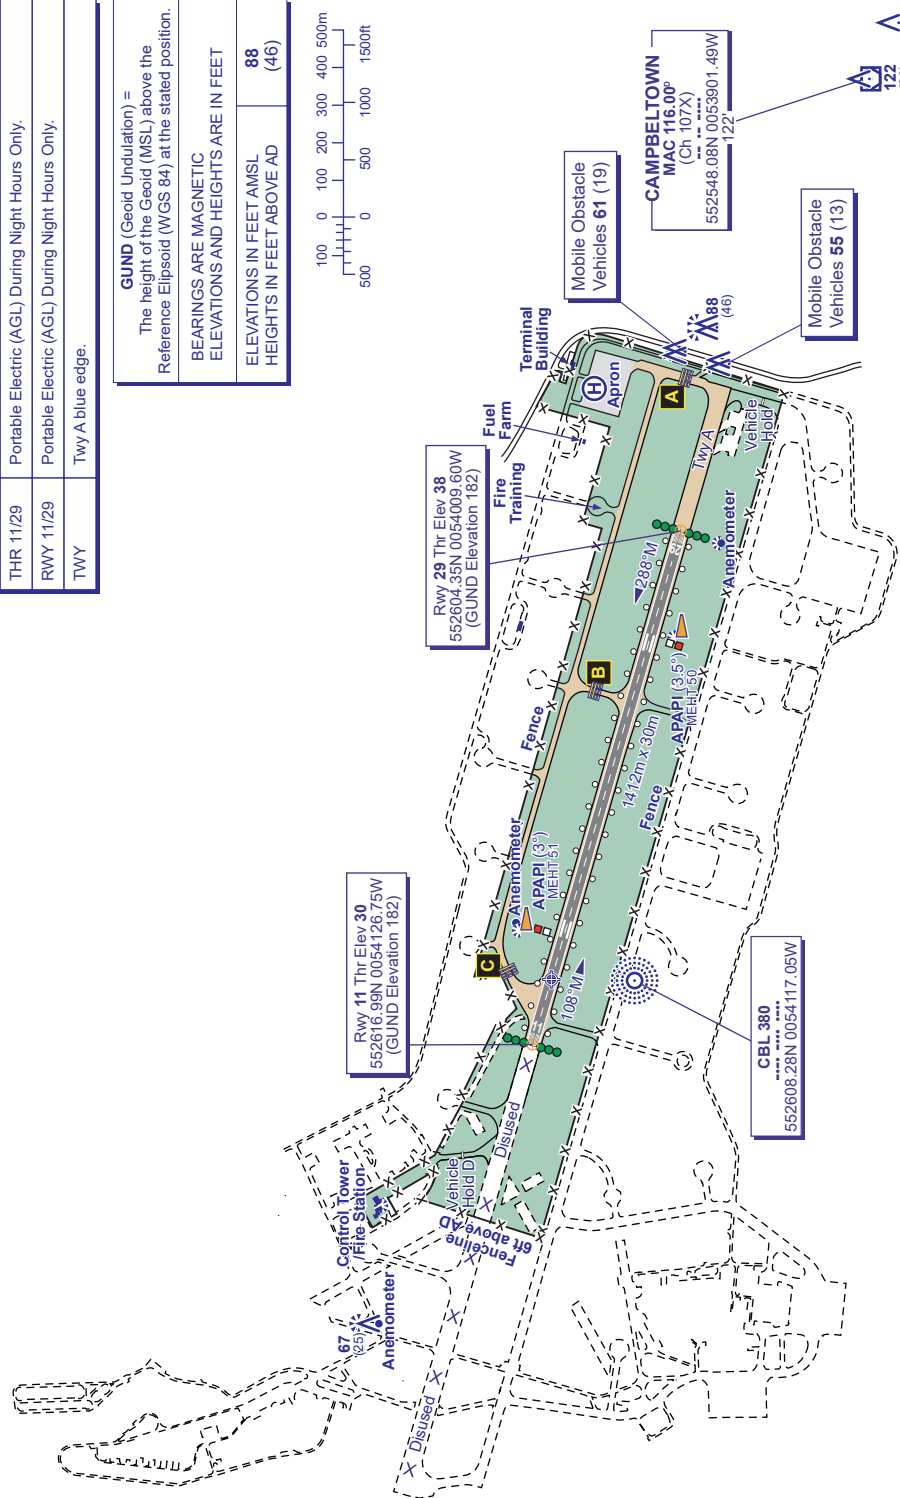 THR 11/29
Portable Electric (AGL) During Night Hours Only.
RWY 11/29
Portable Electric (AGL) During Night Hours Only.
TWY
Twy A blue edge.
GUND (Geoid Undulation) =
The height of the Geoid (MSL) above the
Reference Elipsoid (WGS 84) at the stated position.
BEARINGS ARE MAGNETIC
ELEVATIONS AND HEIGHTS ARE IN FEET
ELEVATIONS IN FEET AMSL
HEIGHTS IN FEET ABOVE AD
88
(46)
100 0 100 200 300 400 500m
500 0 500 1000 1500ft
CAMPBELTOWN
MAC 116.00ᴰ
(Ch 107X)
552548.08N 0053901.49W
122'
122
Mobile Obstacle
Vehicles 61 (19)
Mobile Obstacle
Vehicles 55 (13)
88
(46)
Terminal
Building
H
Apron
A
Twy A
Vehicle
Hold
Fuel
Farm
Fire
Training
Rwy 29 Thr Elev 38
552604.35N 0054009.60W
(GUND Elevation 182)
Anemometer
288°M
29
B
APAPI (3.5°)
MEHT 50
1412m x 30m
Fence
Fence
Anemometer
APAPI (3°)
MEHT 51
C
108°M
11
Rwy 11 Thr Elev 30
552616.99N 0054126.75W
(GUND Elevation 182)
CBL 380
552608.28N 0054117.05W
Disused
Vehicle
Hold D
Control Tower
/Fire Station
Fenceline
6ft above AD
67
(25)
Anemometer
Disused